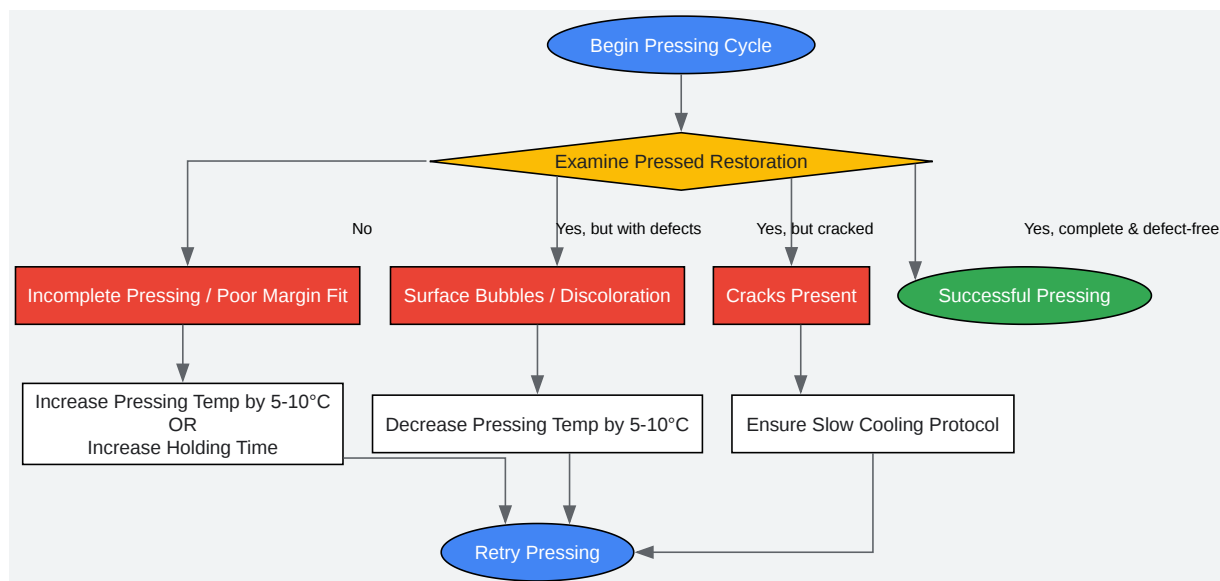 Begin Pressing Cycle
Examine Pressed Restoration
No
Yes, but with defects
Yes, but cracked
Yes, complete & defect-free
Incomplete Pressing / Poor Margin Fit
Surface Bubbles / Discoloration
Cracks Present
Successful Pressing
Increase Pressing Temp by 5-10°C
OR
Increase Holding Time
Decrease Pressing Temp by 5-10°C
Ensure Slow Cooling Protocol
Retry Pressing